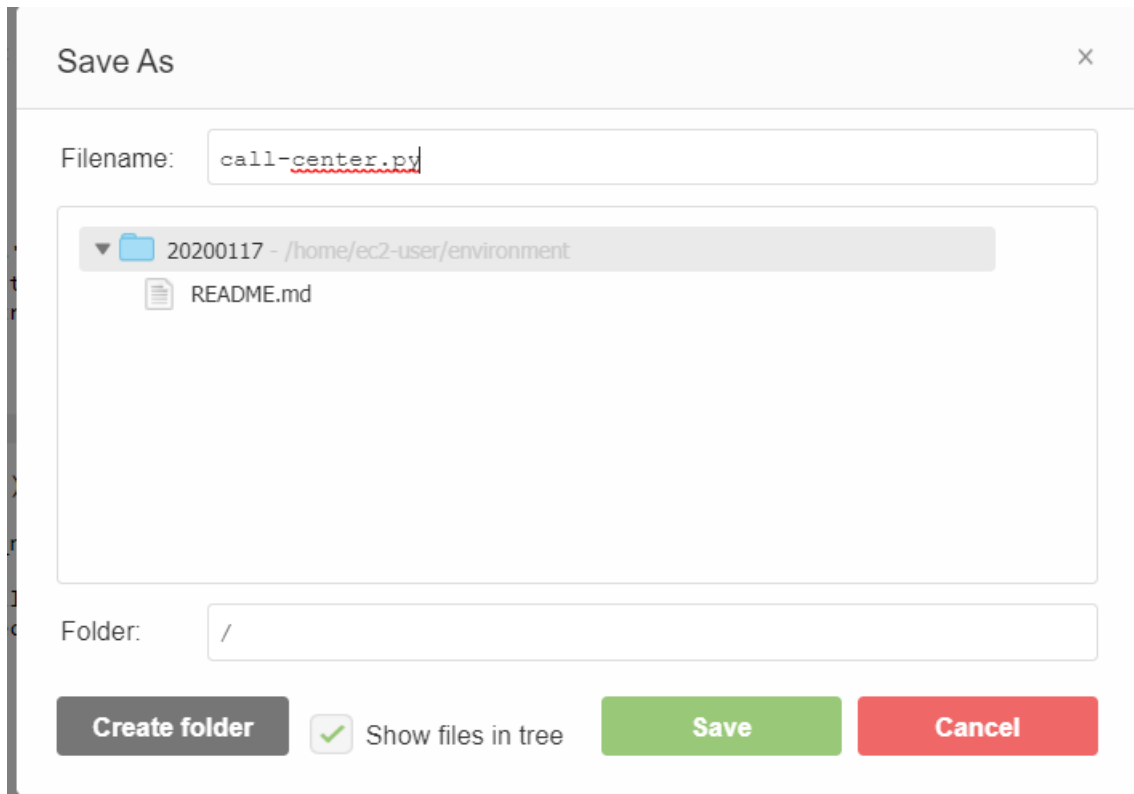 Save As
×
Filename:
call-center.py
20200117 - /home/ec2-user/environment
README.md
Folder:
/
Create folder
Show files in tree
Save
Cancel